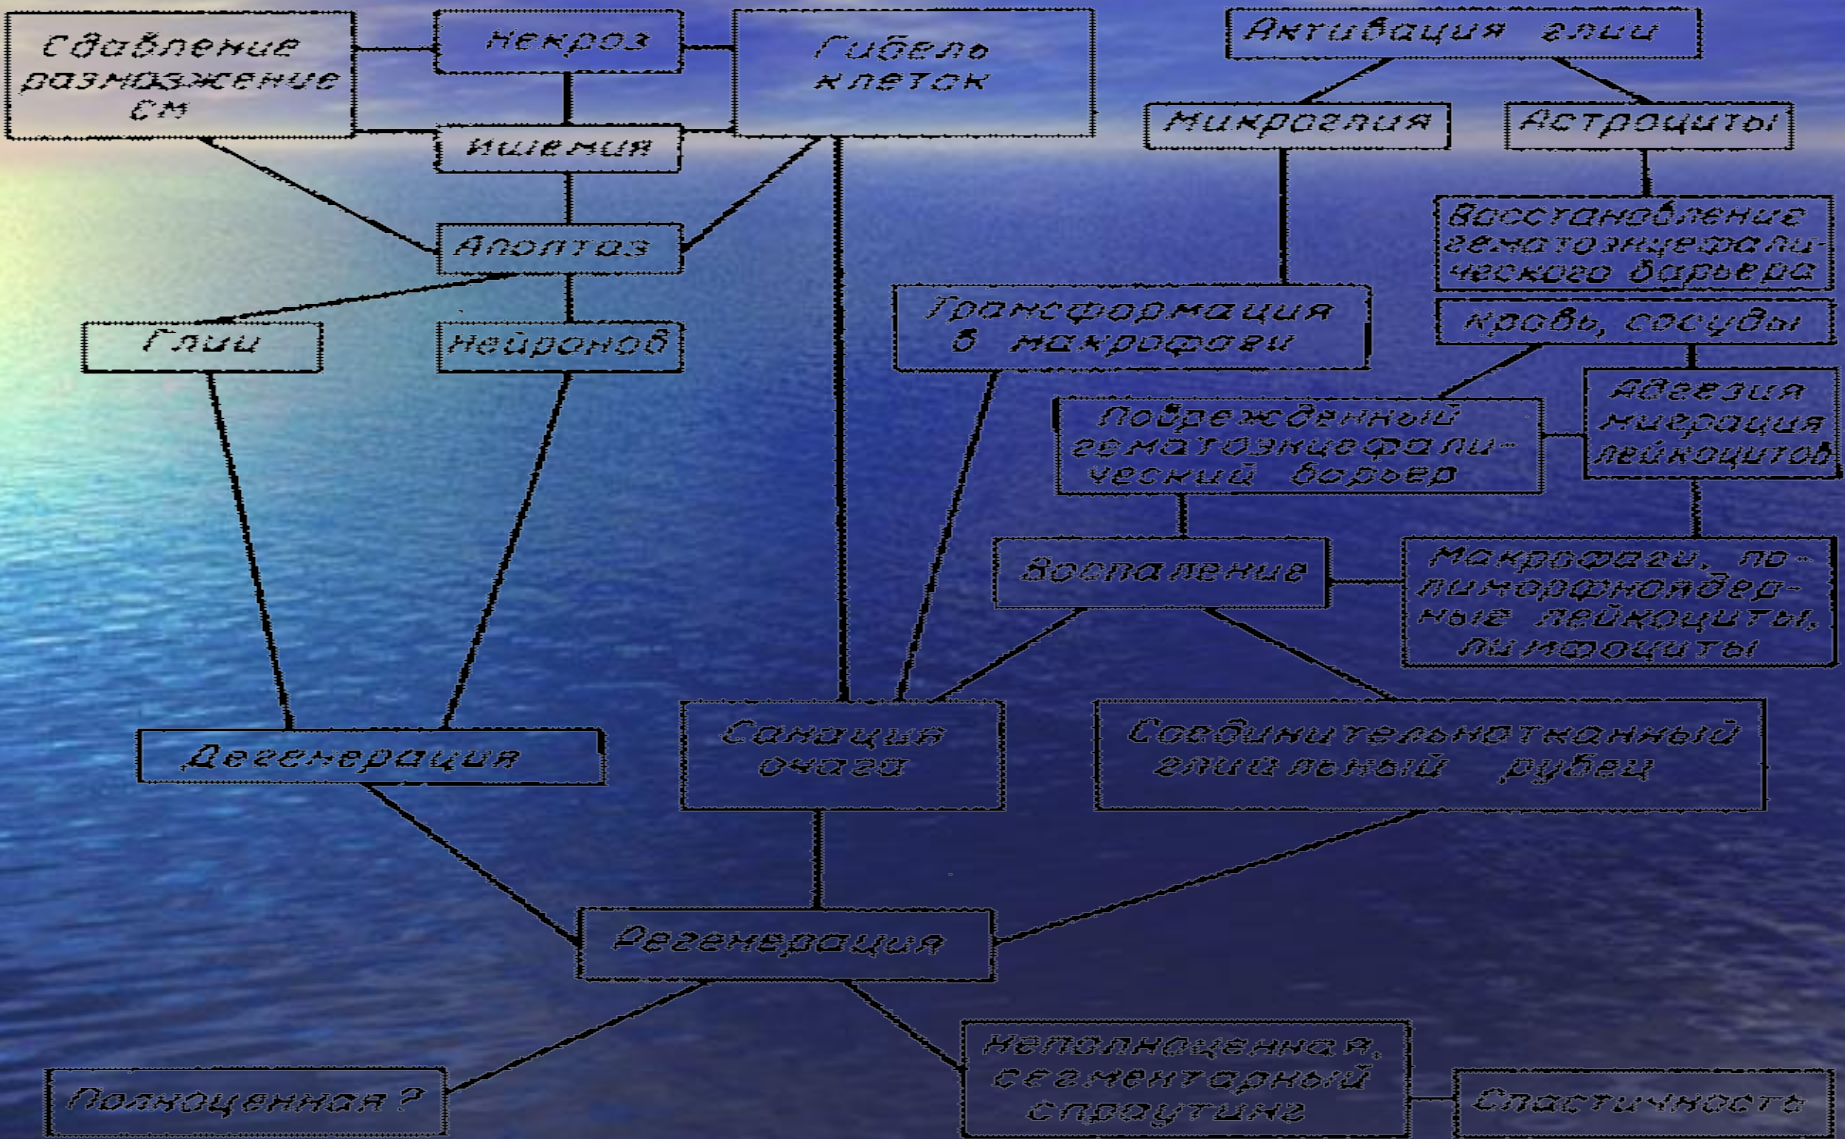 сдавление
размозжение
СМ
некроз
Гибель
клеток
ишемия
Активация глии
Микроглия
Астроциты
Апоптаз
Восстановление
гематоэнцефали-
ческого барьера
Глии
Нейронов
Трансформация
в макрофаги
кровь, сосуды
Адгезия
миграция
лейкоцитов
Повреждённый
гематоэнцефали-
ческий барьер
Воспаление
Макрофаги, по-
лиморфноядер-
ные лейкоциты,
лимфоциты
Дегенерация
Санация
очага
Соединительнотканный
глиальный рубец
Регенерация
Полноценная?
Неполноценная,
сегментарный
спраутинг
Спастичность